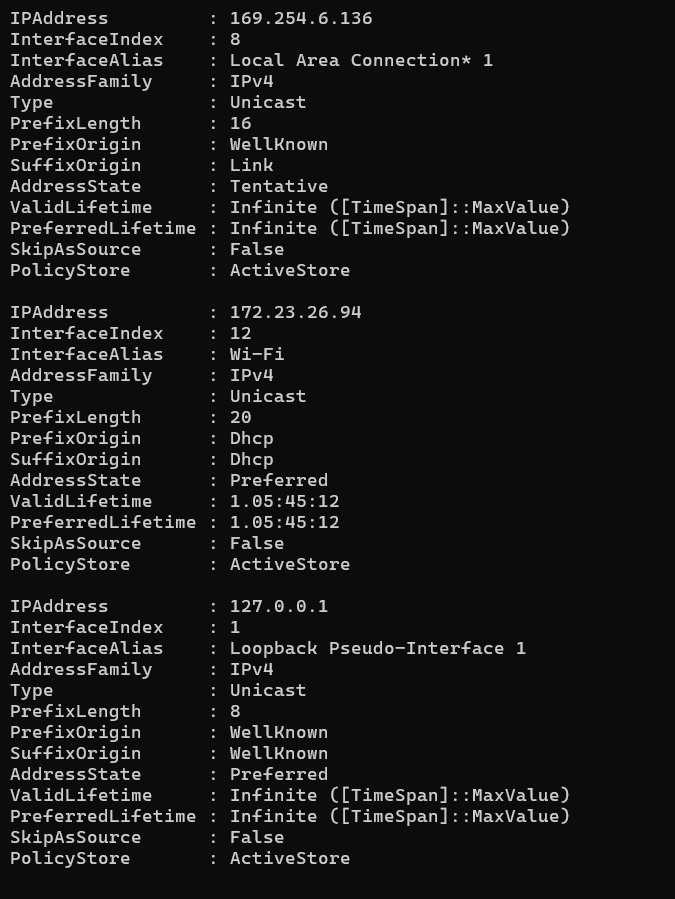 IPAddress         : 169.254.6.136
InterfaceIndex    : 8
InterfaceAlias    : Local Area Connection* 1
AddressFamily     : IPv4
Type              : Unicast
PrefixLength      : 16
PrefixOrigin      : WellKnown
SuffixOrigin      : Link
AddressState      : Tentative
ValidLifetime     : Infinite ([TimeSpan]::MaxValue)
PreferredLifetime : Infinite ([TimeSpan]::MaxValue)
SkipAsSource      : False
PolicyStore       : ActiveStore

IPAddress         : 172.23.26.94
InterfaceIndex    : 12
InterfaceAlias    : Wi-Fi
AddressFamily     : IPv4
Type              : Unicast
PrefixLength      : 20
PrefixOrigin      : Dhcp
SuffixOrigin      : Dhcp
AddressState      : Preferred
ValidLifetime     : 1.05:45:12
PreferredLifetime : 1.05:45:12
SkipAsSource      : False
PolicyStore       : ActiveStore

IPAddress         : 127.0.0.1
InterfaceIndex    : 1
InterfaceAlias    : Loopback Pseudo-Interface 1
AddressFamily     : IPv4
Type              : Unicast
PrefixLength      : 8
PrefixOrigin      : WellKnown
SuffixOrigin      : WellKnown
AddressState      : Preferred
ValidLifetime     : Infinite ([TimeSpan]::MaxValue)
PreferredLifetime : Infinite ([TimeSpan]::MaxValue)
SkipAsSource      : False
PolicyStore       : ActiveStore